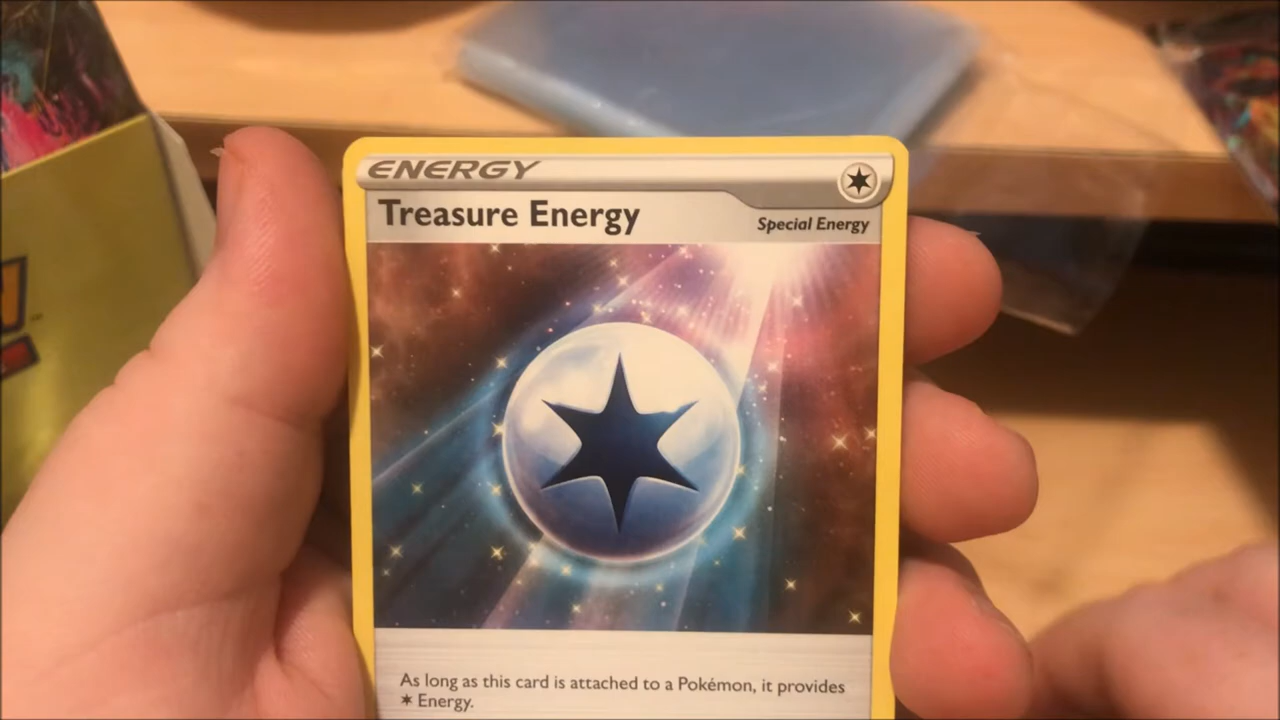 ENERGY
Treasure Energy
Special Energy
As long as this card is attached to a Pokémon, it provides
✶ Energy.